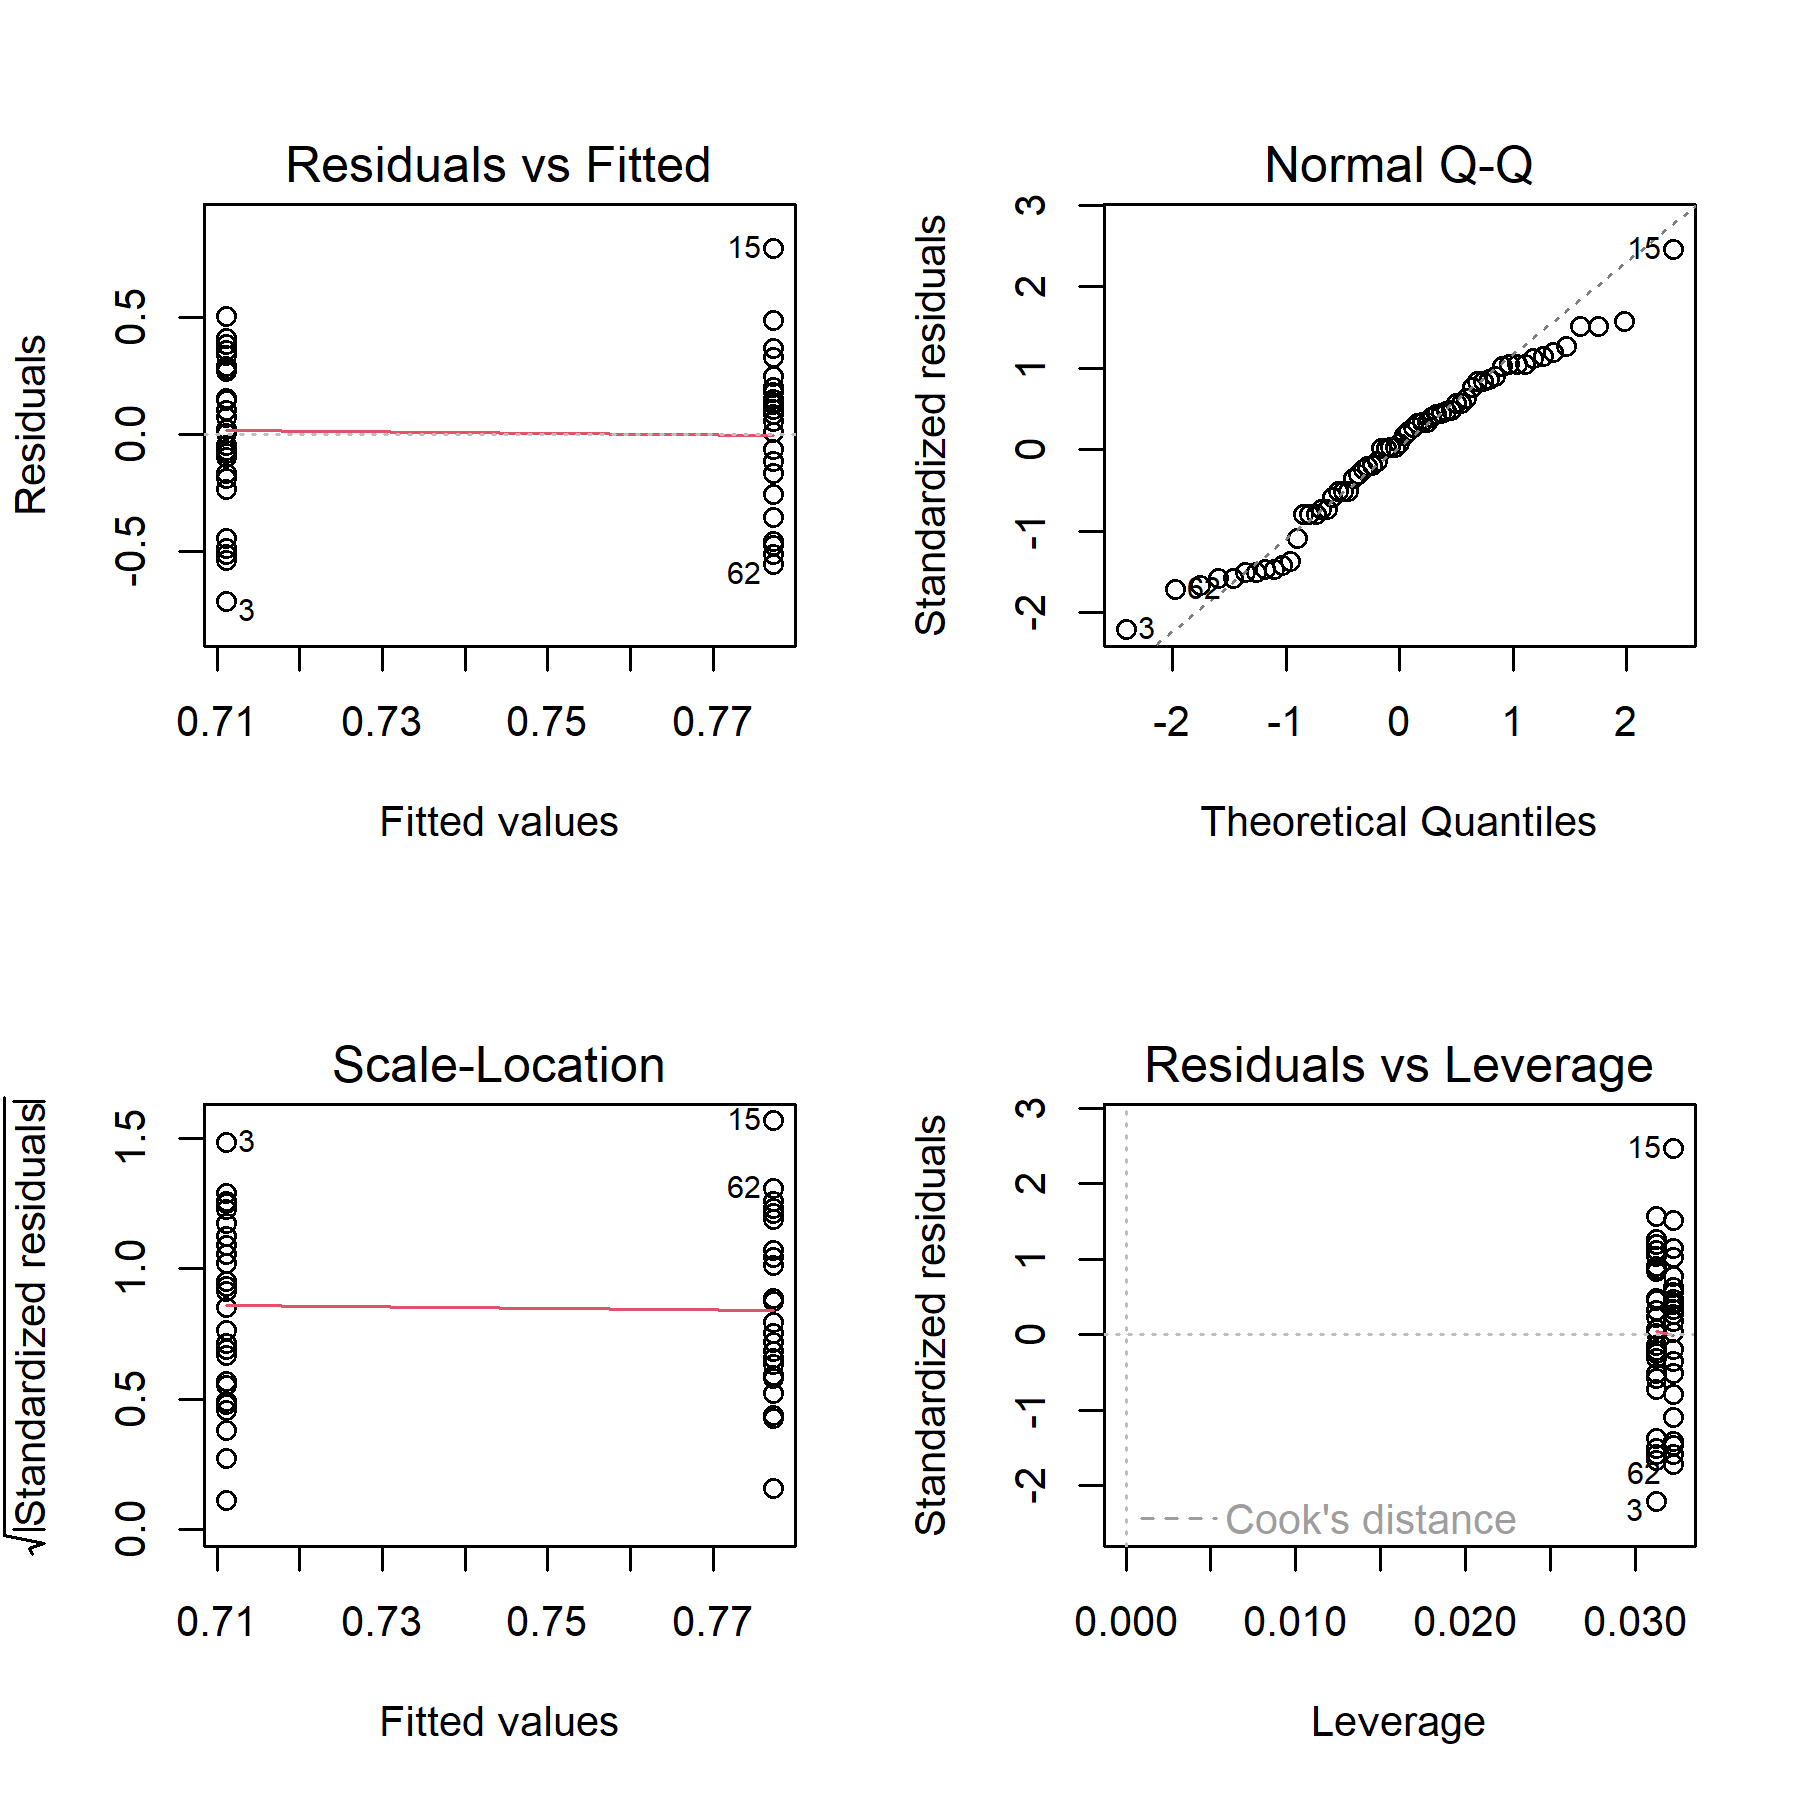 Residuals vs Fitted
Residuals
-0.5 0.0 0.5
15
62
3
0.71 0.73 0.75 0.77
Fitted values
Normal Q-Q
Standardized residuals
-2 -1 0 1 2 3
15
62
3
-2 -1 0 1 2
Theoretical Quantiles
Scale-Location
√|Standardized residuals|
0.0 0.5 1.0 1.5
3
15
62
0.71 0.73 0.75 0.77
Fitted values
Residuals vs Leverage
Standardized residuals
-2 -1 0 1 2 3
15
62
3
Cook's distance
0.000 0.010 0.020 0.030
Leverage